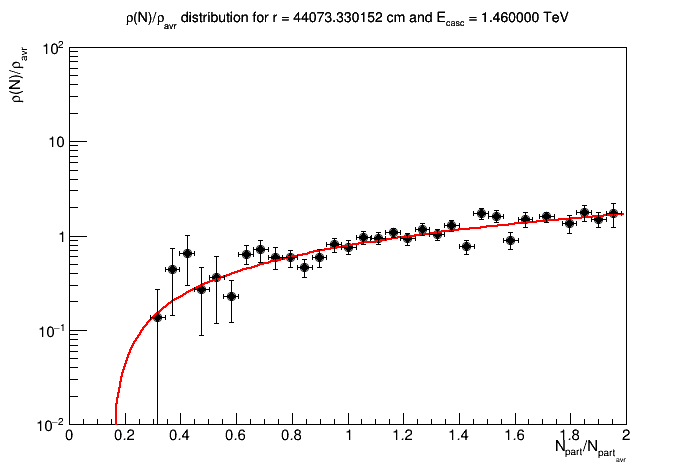 ρ(N)/ρavr distribution for r = 44073.330152 cm and Ecasc = 1.460000 TeV
ρ(N)/ρavr
10²
10
1
10⁻¹
10⁻²
0 0.2 0.4 0.6 0.8 1 1.2 1.4 1.6 1.8 2
Npart/Npartavr